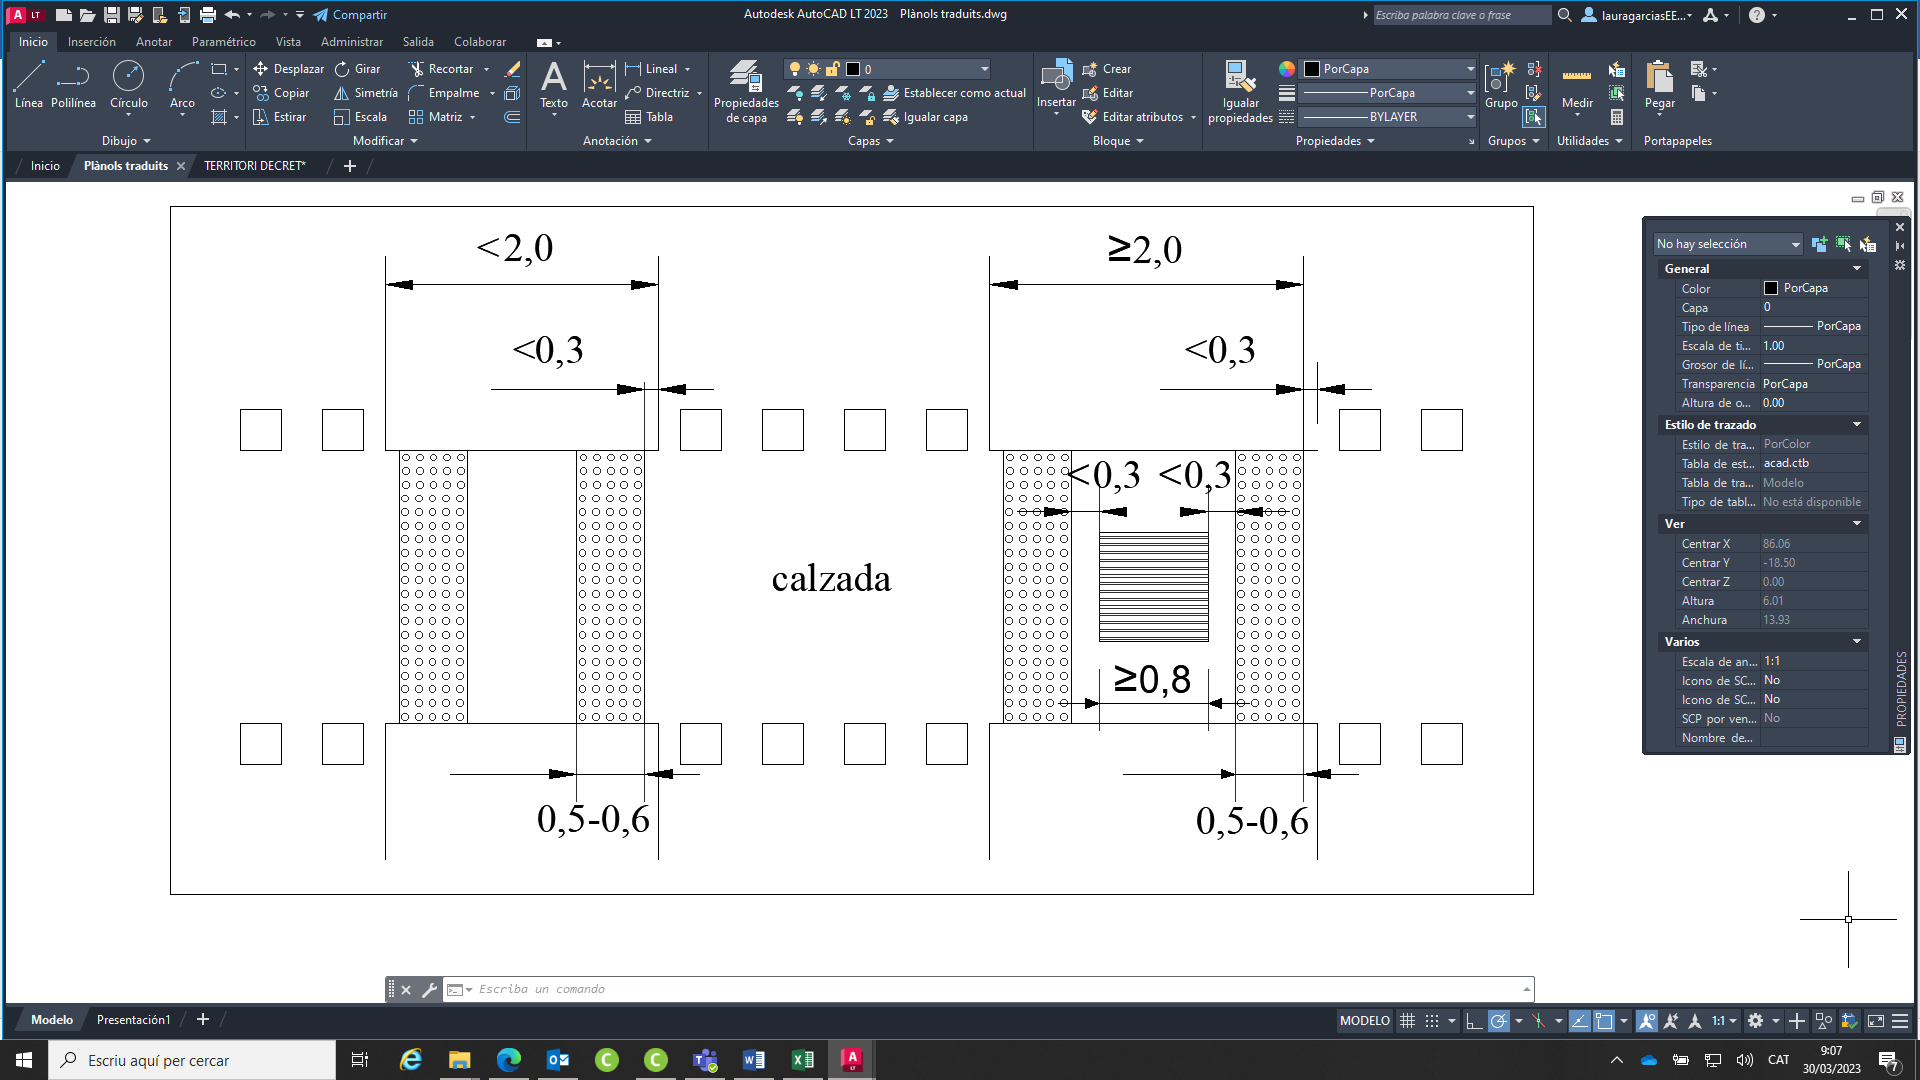 A LT Compartir Autodesk AutoCAD LT 2023 Plànols traduits.dwg Escriba palabra clave o frase lauragarciasEE...
Inicio Inserción Anotar Paramétrico Vista Administrar Salida Colaborar
Línea Polilínea Círculo Arco
Desplazar Girar Recortar
Copiar Simetría Empalme
Estirar Escala Matriz
Texto Acotar
Lineal
Directriz
Tabla
Propiedades de capa
0
Establecer como actual
Igualar capa
Insertar
Crear
Editar
Editar atributos
Igualar propiedades
PorCapa
PorCapa
BYLAYER
Grupo
Medir
Pegar
Dibujo Modificar Anotación Capas Bloque Propiedades Grupos Utilidades Portapapeles
Inicio Plànols traduits TERRITORI DECRET*
<2,0 ≥2,0
<0,3 <0,3
<0,3 <0,3
calzada
≥0,8
0,5-0,6 0,5-0,6
No hay selección
General
Color PorCapa
Capa 0
Tipo de línea PorCapa
Escala de ti... 1.00
Grosor de lí... PorCapa
Transparencia PorCapa
Altura de o... 0.00
Estilo de trazado
Estilo de tra... PorColor
Tabla de est... acad.ctb
Tabla de tra... Modelo
Tipo de tabl... No está disponible
Ver
Centrar X 86.06
Centrar Y -18.50
Centrar Z 0.00
Altura 6.01
Anchura 13.93
Varios
Escala de an... 1:1
Icono de SC... No
Icono de SC... No
SCP por ven... No
Nombre de...
PROPIEDADES
Escriba un comando
Modelo Presentación1 MODELO 1:1
Escriu aquí per cercar
CAT
9:07
30/03/2023
7